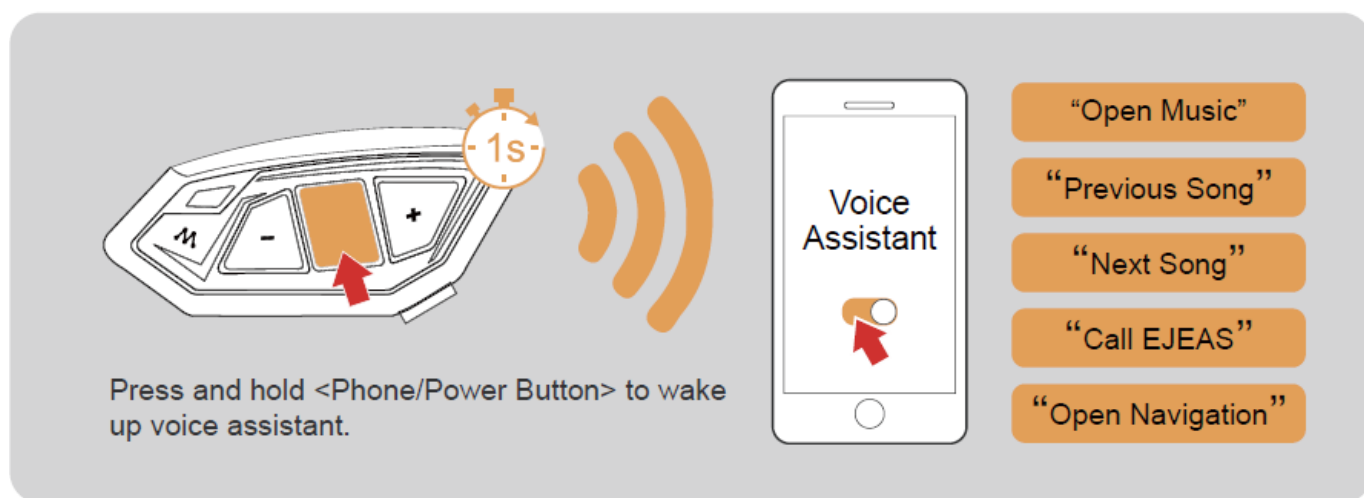 1s
W
-
+
Press and hold <Phone/Power Button> to wake
up voice assistant.
Voice
Assistant
“Open Music”
“Previous Song”
“Next Song”
“Call EJEAS”
“Open Navigation”